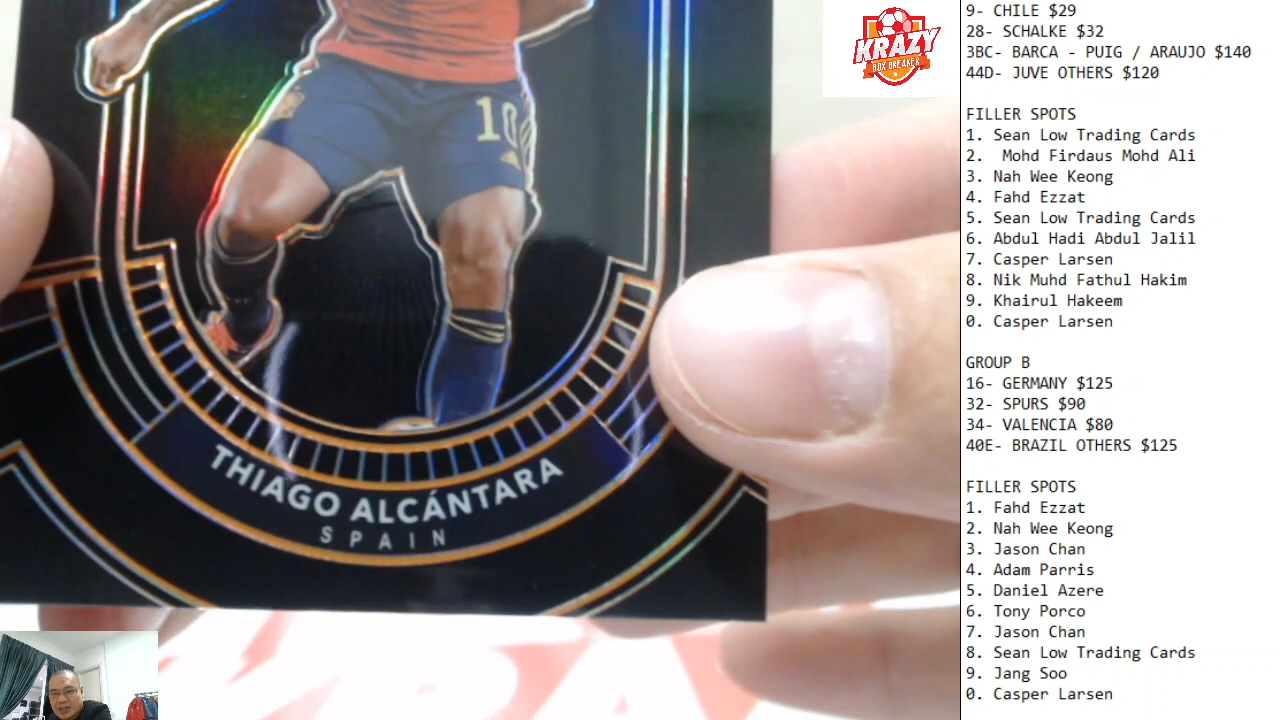 10
THIAGO ALCÁNTARA
SPAIN
KRAZY
BOX BREAKER
9- CHILE $29
28- SCHALKE $32
3BC- BARCA - PUIG / ARAUJO $140
44D- JUVE OTHERS $120
FILLER SPOTS
1. Sean Low Trading Cards
2. Mohd Firdaus Mohd Ali
3. Nah Wee Keong
4. Fahd Ezzat
5. Sean Low Trading Cards
6. Abdul Hadi Abdul Jalil
7. Casper Larsen
8. Nik Muhd Fathul Hakim
9. Khairul Hakeem
0. Casper Larsen
GROUP B
16- GERMANY $125
32- SPURS $90
34- VALENCIA $80
40E- BRAZIL OTHERS $125
FILLER SPOTS
1. Fahd Ezzat
2. Nah Wee Keong
3. Jason Chan
4. Adam Parris
5. Daniel Azere
6. Tony Porco
7. Jason Chan
8. Sean Low Trading Cards
9. Jang Soo
0. Casper Larsen